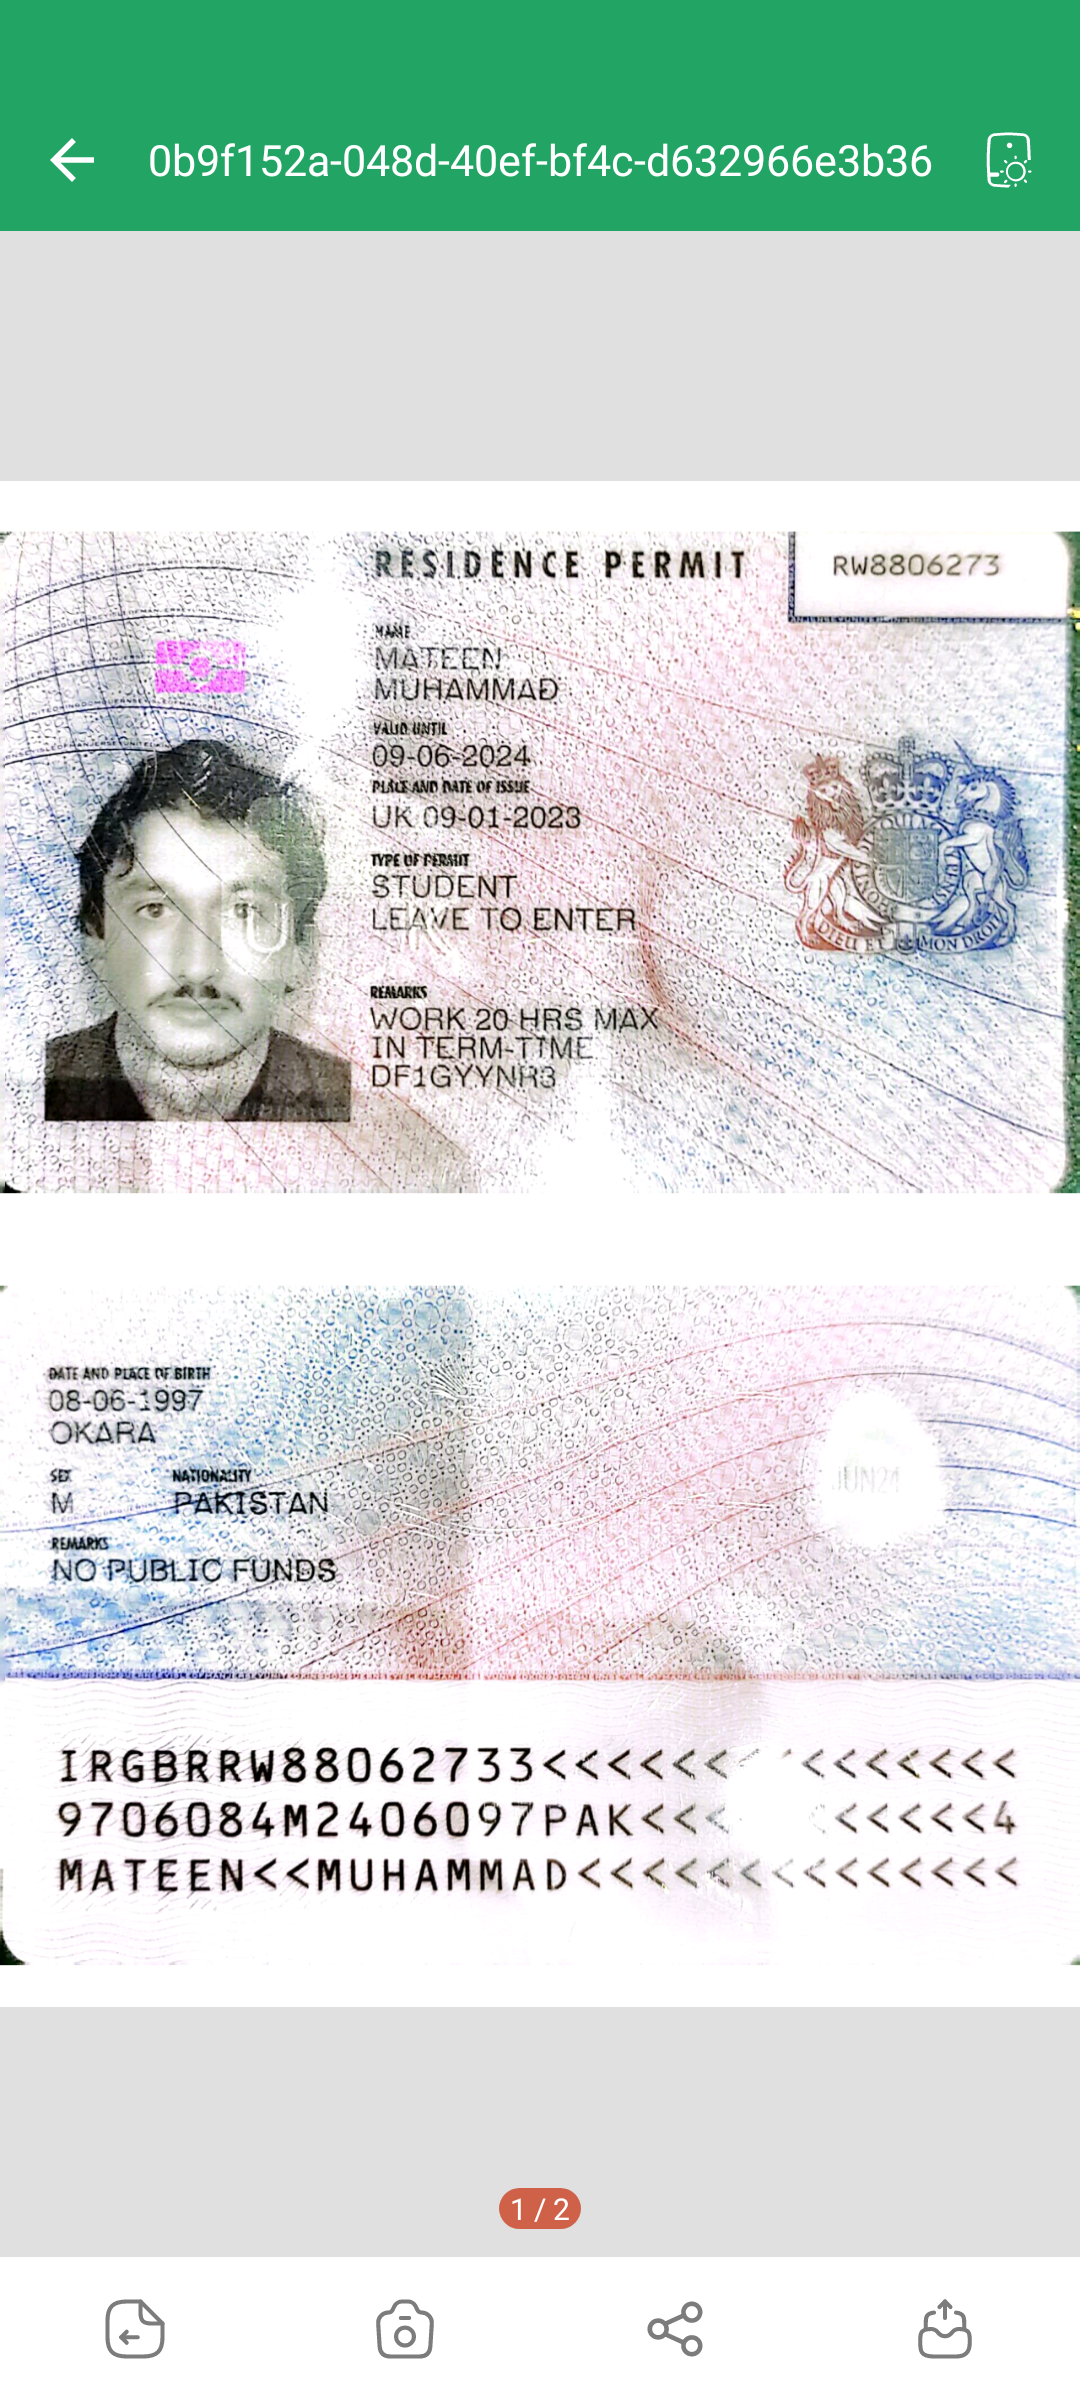 0b9f152a-048d-40ef-bf4c-d632966e3b36
RESIDENCE PERMIT
RW8806273
NAME
MATEEN
MUHAMMAD
VALID UNTIL
09-06-2024
PLACE AND DATE OF ISSUE
UK 09-01-2023
TYPE OF PERMIT
STUDENT
LEAVE TO ENTER
DIEU ET MON DROIT
REMARKS
WORK 20 HRS MAX
IN TERM-TIME
DF1GYYNR3
DATE AND PLACE OF BIRTH
08-06-1997
OKARA
JUN24
SEX NATIONALITY
M PAKISTAN
REMARKS
NO PUBLIC FUNDS
IRGBRRW88062733<<<<<< <<<<<<<
9706084M2406097PAK<<< <<<<<4
MATEEN<<MUHAMMAD<<<<<<<<<<<<<<
1 / 2